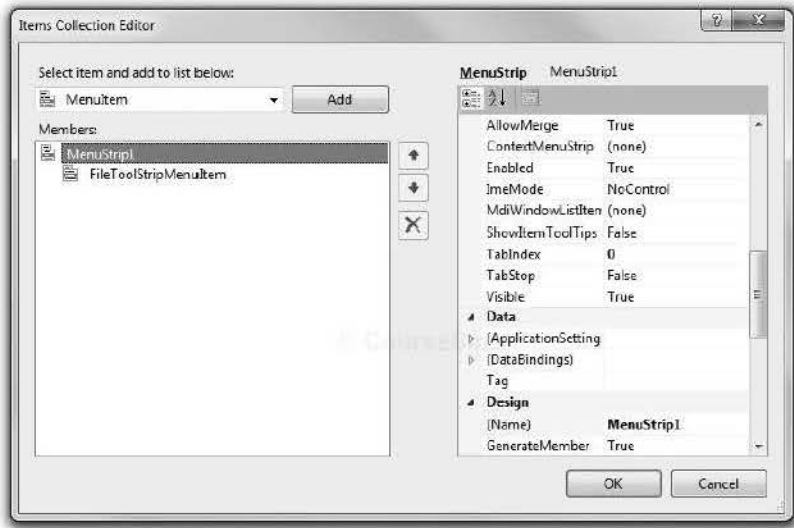 Items Collection Editor
Select item and add to list below:
MenuItem
Add
Members:
MenuStrip1
FileToolStripMenuItem
MenuStrip MenuStrip1
AllowMerge True
ContextMenuStrip (none)
Enabled True
ImeMode NoControl
MdiWindowListIten (none)
ShowItemToolTips False
TabIndex 0
TabStop False
Visible True
Data
(ApplicationSetting
(DataBindings)
Tag
Design
(Name) MenuStrip1
GenerateMember True
OK
Cancel